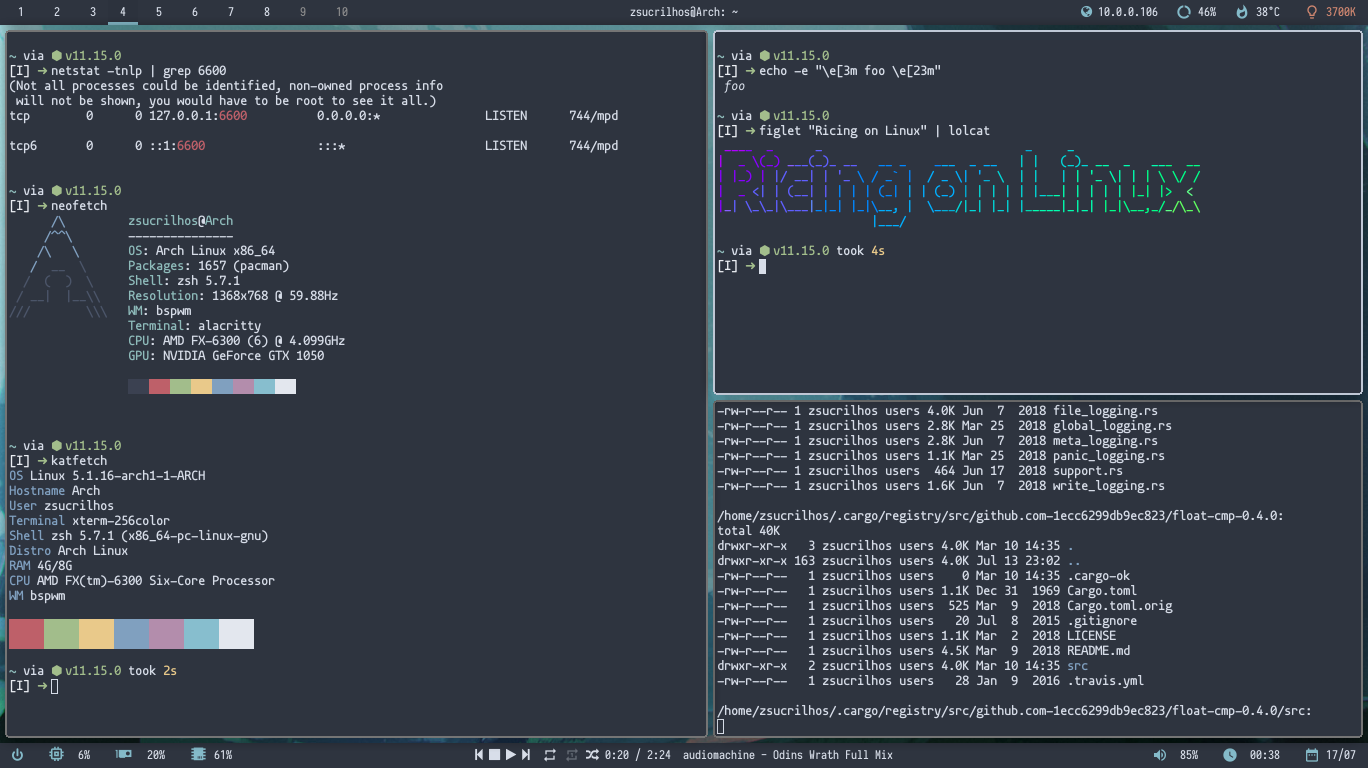 1 2 3 4 5 6 7 8 9 10 zsucrilhos@Arch: ~ 10.0.0.106 46% 38°C 3700K
~ via v11.15.0
[I] → netstat -tnlp | grep 6600
(Not all processes could be identified, non-owned process info
 will not be shown, you would have to be root to see it all.)
tcp 0 0 127.0.0.1:6600 0.0.0.0:* LISTEN 744/mpd
tcp6 0 0 ::1:6600 :::* LISTEN 744/mpd
~ via v11.15.0
[I] → neofetch
zsucrilhos@Arch
---------------
OS: Arch Linux x86_64
Packages: 1657 (pacman)
Shell: zsh 5.7.1
Resolution: 1368x768 @ 59.88Hz
WM: bspwm
Terminal: alacritty
CPU: AMD FX-6300 (6) @ 4.099GHz
GPU: NVIDIA GeForce GTX 1050
~ via v11.15.0
[I] → katfetch
OS Linux 5.1.16-arch1-1-ARCH
Hostname Arch
User zsucrilhos
Terminal xterm-256color
Shell zsh 5.7.1 (x86_64-pc-linux-gnu)
Distro Arch Linux
RAM 4G/8G
CPU AMD FX(tm)-6300 Six-Core Processor
WM bspwm
~ via v11.15.0 took 2s
[I] →
~ via v11.15.0
[I] → echo -e "\e[3m foo \e[23m"
foo
~ via v11.15.0
[I] → figlet "Ricing on Linux" | lolcat
Ricing on Linux
~ via v11.15.0 took 4s
[I] →
-rw-r--r-- 1 zsucrilhos users 4.0K Jun 7 2018 file_logging.rs
-rw-r--r-- 1 zsucrilhos users 2.8K Mar 25 2018 global_logging.rs
-rw-r--r-- 1 zsucrilhos users 2.8K Jun 7 2018 meta_logging.rs
-rw-r--r-- 1 zsucrilhos users 1.1K Mar 25 2018 panic_logging.rs
-rw-r--r-- 1 zsucrilhos users 464 Jun 17 2018 support.rs
-rw-r--r-- 1 zsucrilhos users 1.6K Jun 7 2018 write_logging.rs
/home/zsucrilhos/.cargo/registry/src/github.com-1ecc6299db9ec823/float-cmp-0.4.0:
total 40K
drwxr-xr-x 3 zsucrilhos users 4.0K Mar 10 14:35 .
drwxr-xr-x 163 zsucrilhos users 4.0K Jul 13 23:02 ..
-rw-r--r-- 1 zsucrilhos users 0 Mar 10 14:35 .cargo-ok
-rw-r--r-- 1 zsucrilhos users 1.1K Dec 31 1969 Cargo.toml
-rw-r--r-- 1 zsucrilhos users 525 Mar 9 2018 Cargo.toml.orig
-rw-r--r-- 1 zsucrilhos users 20 Jul 8 2015 .gitignore
-rw-r--r-- 1 zsucrilhos users 1.1K Mar 2 2018 LICENSE
-rw-r--r-- 1 zsucrilhos users 4.5K Mar 9 2018 README.md
drwxr-xr-x 2 zsucrilhos users 4.0K Mar 10 14:35 src
-rw-r--r-- 1 zsucrilhos users 28 Jan 9 2016 .travis.yml
/home/zsucrilhos/.cargo/registry/src/github.com-1ecc6299db9ec823/float-cmp-0.4.0/src:
6% 20% 61% 0:20 / 2:24 audiomachine - Odins Wrath Full Mix 85% 00:38 17/07